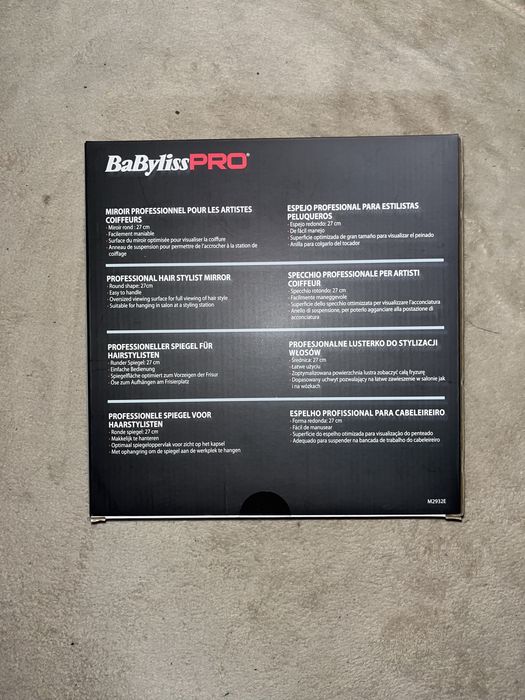 BaBylissPRO®
MIROIR PROFESSIONNEL POUR LES ARTISTES
COIFFEURS
- Miroir rond : 27 cm
- Facilement maniable
- Surface du miroir optimisée pour visualiser la coiffure
- Anneau de suspension pour permettre de l'accrocher à la station de
coiffage
PROFESSIONAL HAIR STYLIST MIRROR
- Round shape: 27cm
- Easy to handle
- Oversized viewing surface for full viewing of hair style
- Suitable for hanging in salon at a styling station
PROFESSIONELLER SPIEGEL FÜR
HAIRSTYLISTEN
- Runder Spiegel: 27 cm
- Einfache Bedienung
- Spiegelfläche optimiert zum Vorzeigen der Frisur
- Öse zum Aufhängen am Frisierplatz
PROFESSIONELE SPIEGEL VOOR
HAARSTYLISTEN
- Ronde spiegel: 27 cm
- Makkelijk te hanteren
- Optimaal spiegeloppervlak voor zicht op het kapsel
- Met ophangring om de spiegel aan de werkplek te hangen
ESPEJO PROFESIONAL PARA ESTILISTAS
PELUQUEROS
- Espejo redondo: 27 cm
- De fácil manejo
- Superficie optimizada de gran tamaño para visualizar el peinado
- Anilla para colgarlo del tocador
SPECCHIO PROFESSIONALE PER ARTISTI
COIFFEUR
- Specchio rotondo: 27 cm
- Facilmente maneggevole
- Superficie dello specchio ottimizzata per visualizzare l'acconciatura
- Anello di suspensione, per poterlo agganciare alla postazione di
acconciatura
PROFESJONALNE LUSTERKO DO STYLIZACJI
WŁOSÓW
- Średnica: 27 cm
- Łatwe użyciu
- Zoptymalizowana powierzchnia lustra zobaczyć całą fryzurę
- Dopasowany uchwyt pozwalający na łatwe zawieszenie w salonie jak
i na wózkach
ESPELHO PROFISSIONAL PARA CABELEIREIRO
- Forma redonda: 27 cm
- Fácil de manusear
- Superfície do espelho otimizada para visualização do penteado
- Adequado para suspender na bancada de trabalho do cabeleireiro
M2932E